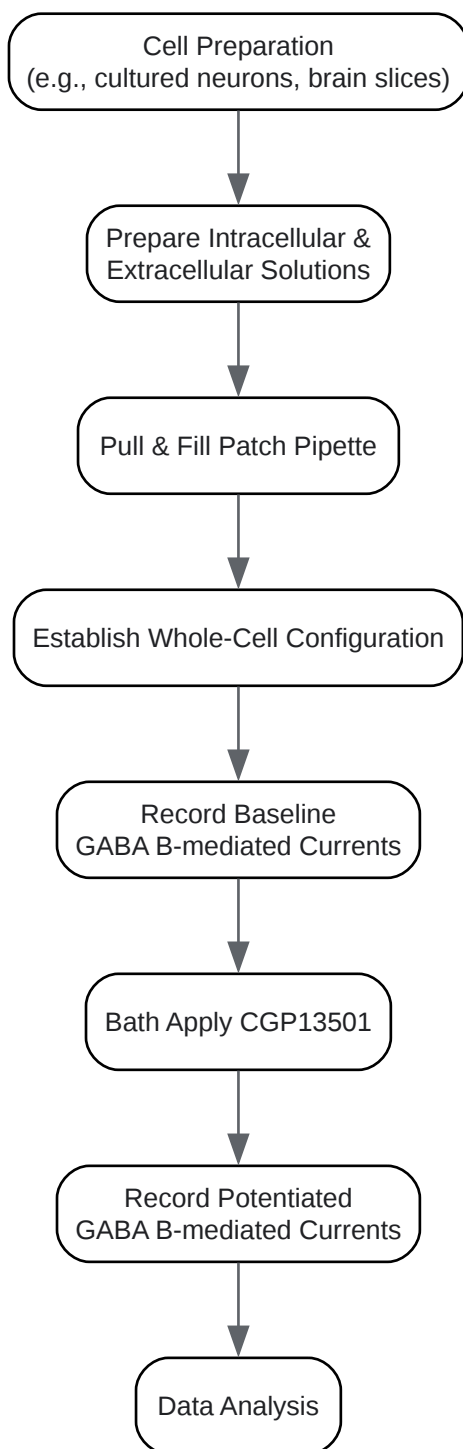 Cell Preparation
(e.g., cultured neurons, brain slices)
Prepare Intracellular &
Extracellular Solutions
Pull & Fill Patch Pipette
Establish Whole-Cell Configuration
Record Baseline
GABA B-mediated Currents
Bath Apply CGP13501
Record Potentiated
GABA B-mediated Currents
Data Analysis